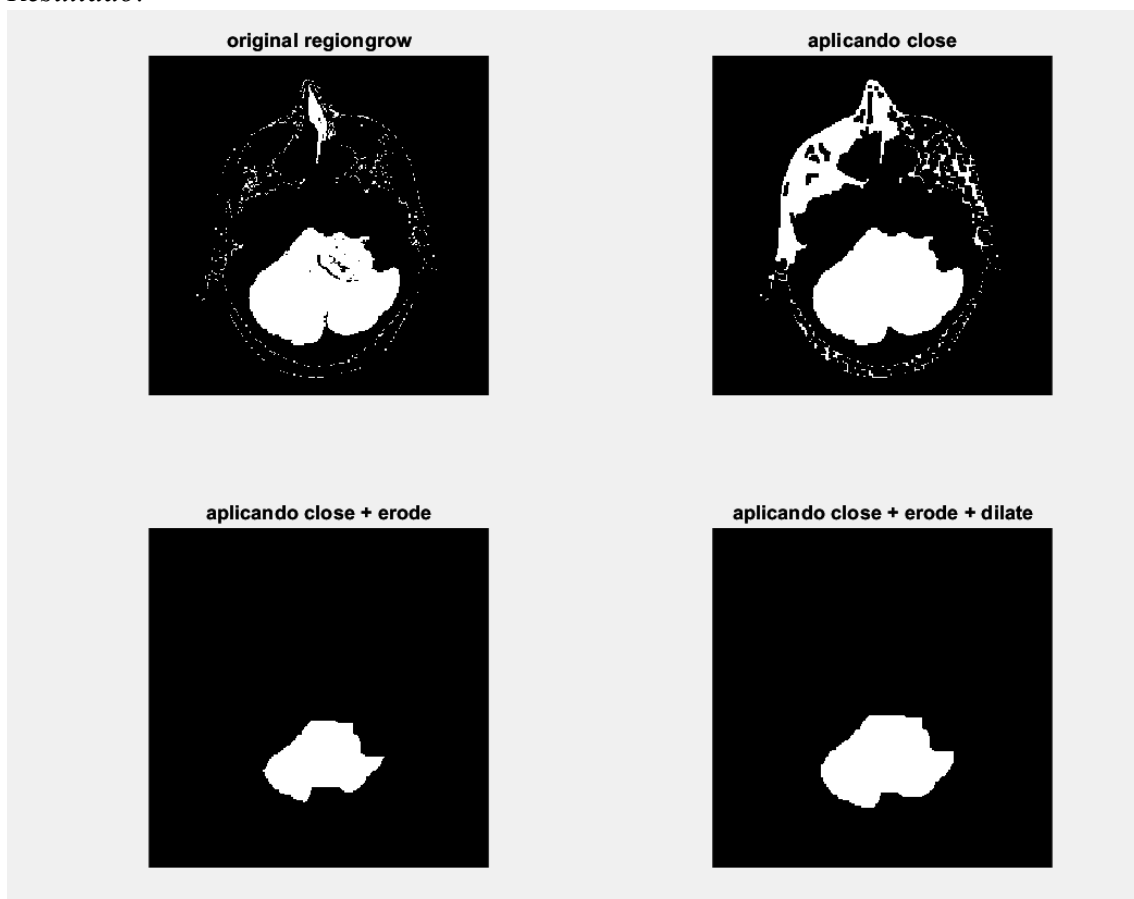 Resultado:
original regiongrow
aplicando close
aplicando close + erode
aplicando close + erode + dilate